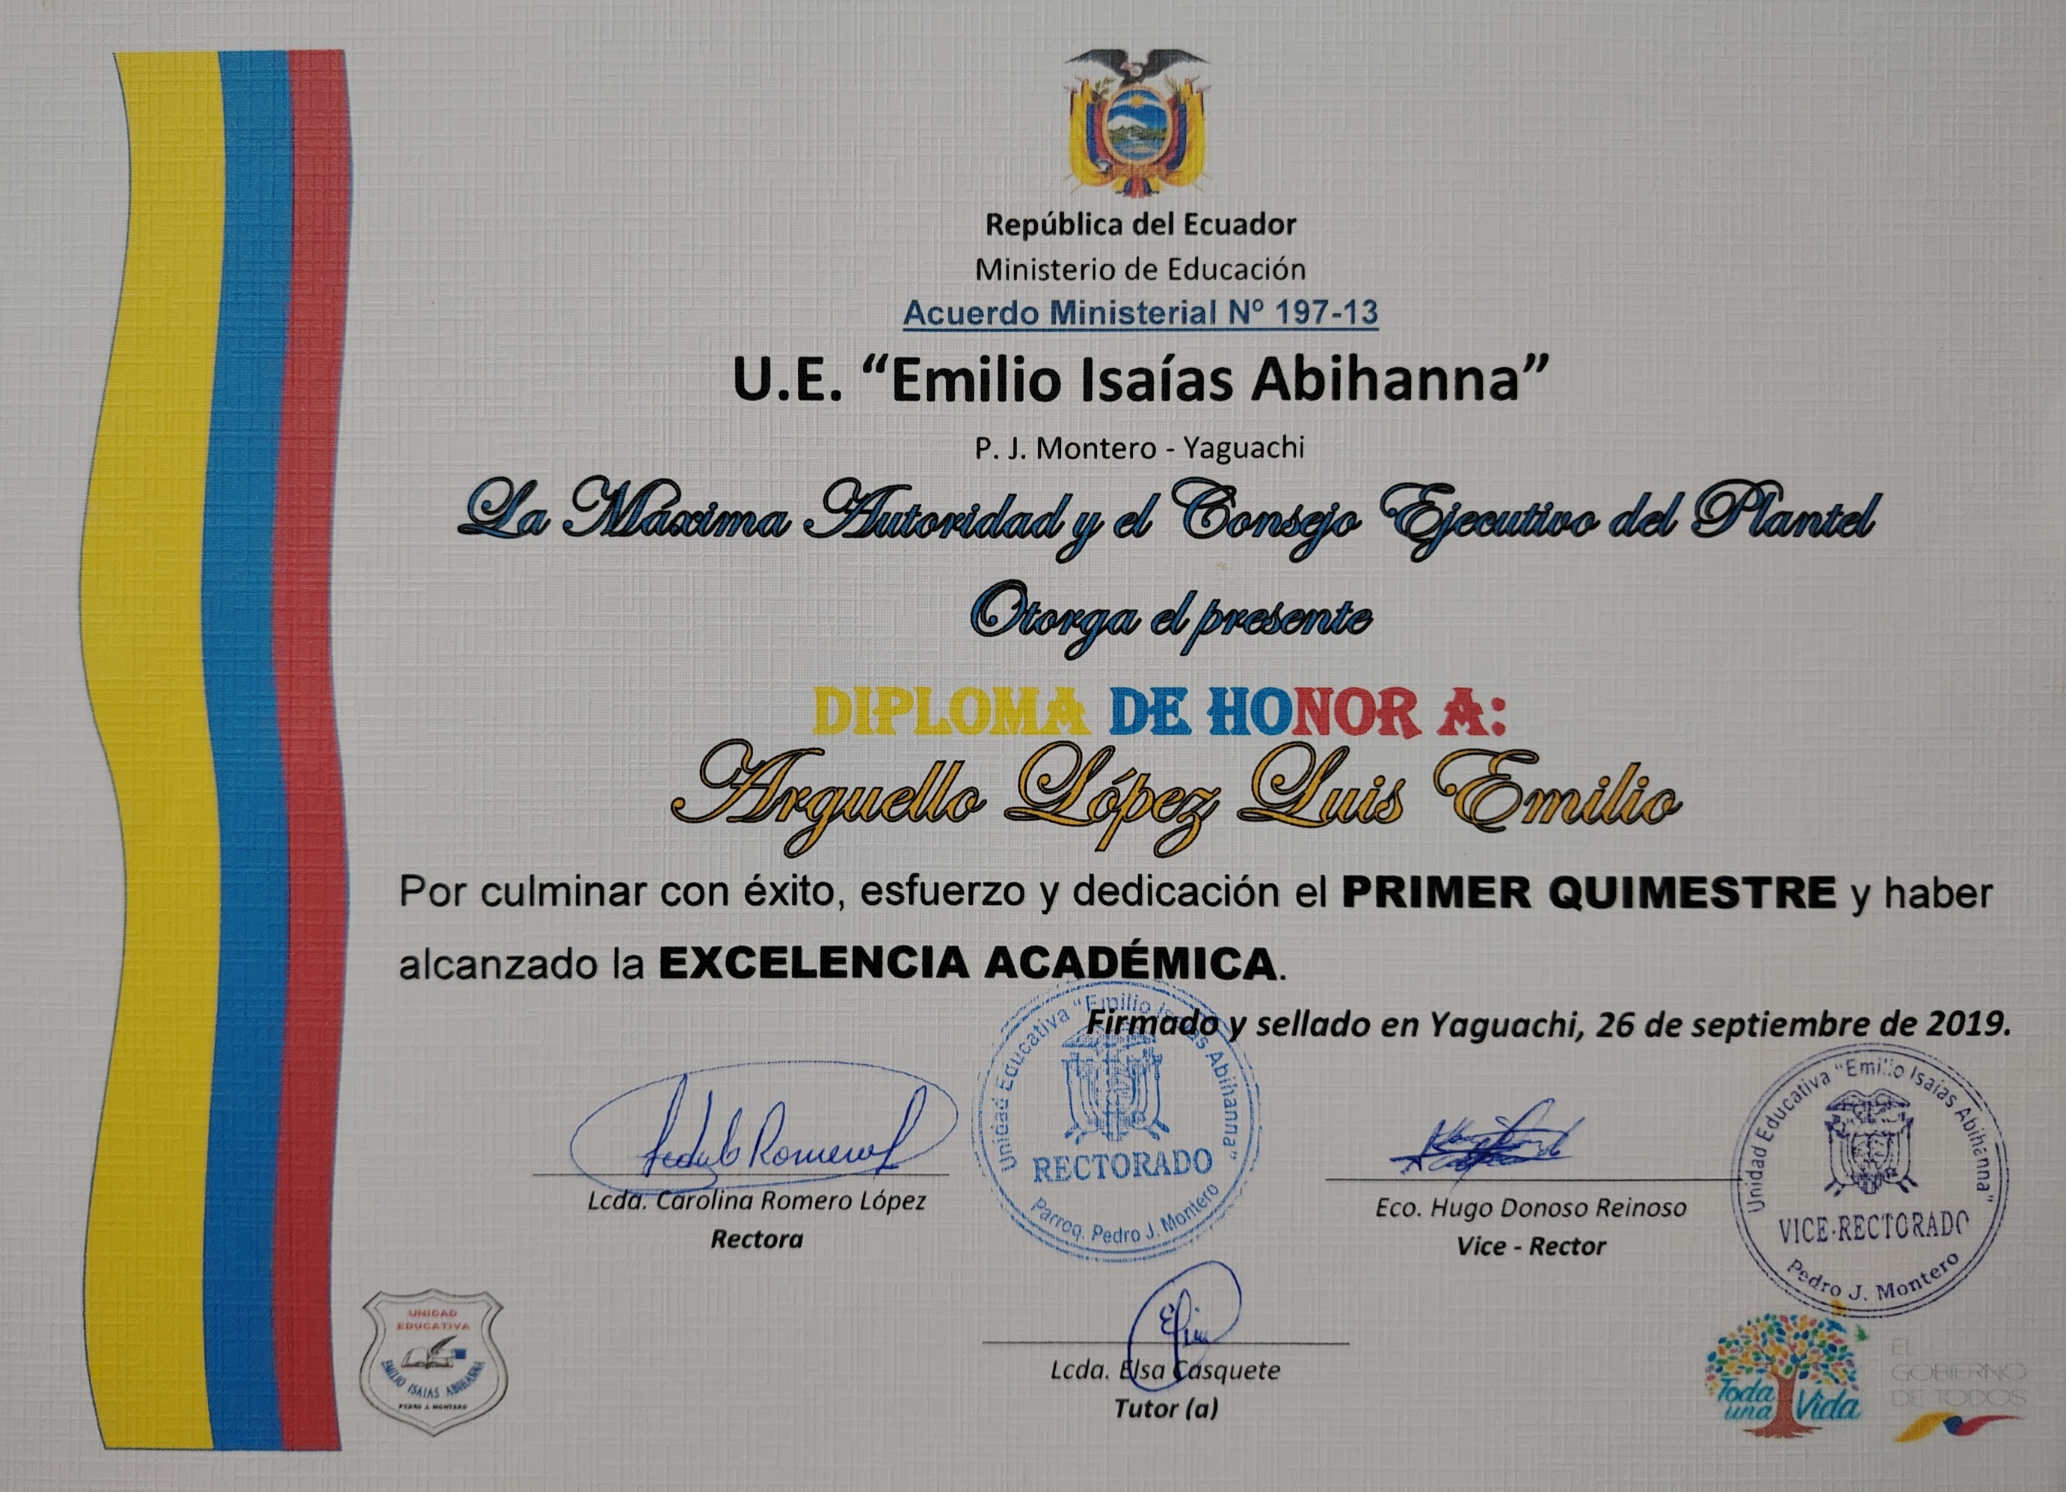 República del Ecuador
Ministerio de Educación
Acuerdo Ministerial Nº 197-13
U.E. “Emilio Isaías Abihanna”
P. J. Montero - Yaguachi
La Máxima Autoridad y el Consejo Ejecutivo del Plantel
Otorga el presente
DIPLOMA DE HONOR A:
Arguello López Luis Emilio
Por culminar con éxito, esfuerzo y dedicación el PRIMER QUIMESTRE y haber
alcanzado la EXCELENCIA ACADÉMICA.
Firmado y sellado en Yaguachi, 26 de septiembre de 2019.
Unidad Educativa "Emilio Isaías Abihanna"
RECTORADO
Parroq. Pedro J. Montero
Unidad Educativa "Emilio Isaías Abihanna"
VICE-RECTORADO
Pedro J. Montero
Lcda. Carolina Romero López
Rectora
Eco. Hugo Donoso Reinoso
Vice - Rector
Lcda. Elsa Casquete
Tutor (a)
UNIDAD
EDUCATIVA
EMILIO ISAIAS ABIHANNA
PEDRO J. MONTERO
Toda
una Vida
EL
GOBIERNO
DE TODOS